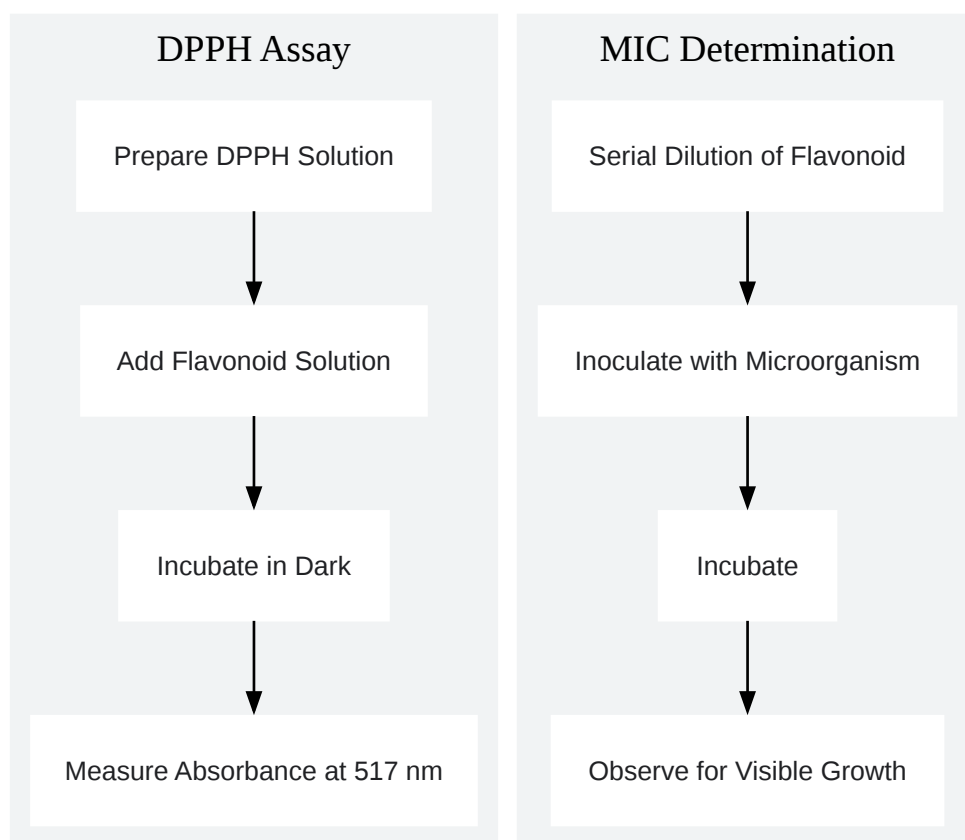 DPPH Assay
Prepare DPPH Solution
Add Flavonoid Solution
Incubate in Dark
Measure Absorbance at 517 nm
MIC Determination
Serial Dilution of Flavonoid
Inoculate with Microorganism
Incubate
Observe for Visible Growth